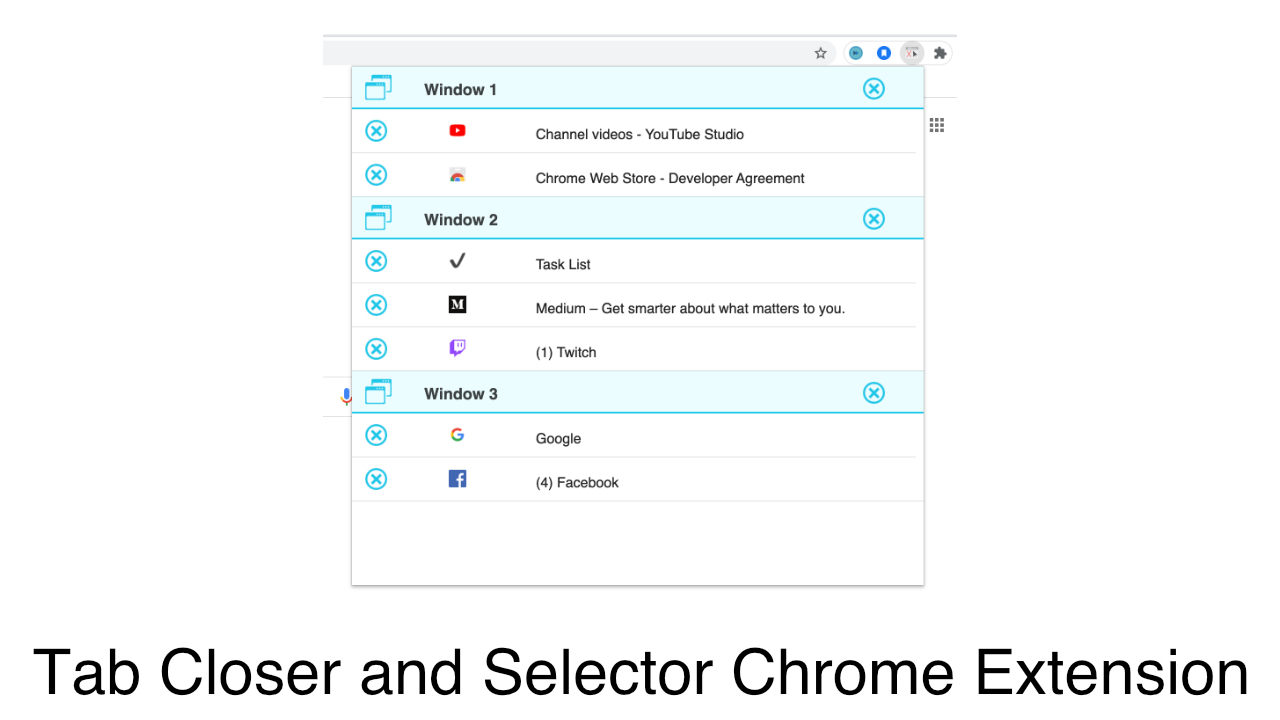 Window 1
Channel videos - YouTube Studio
Chrome Web Store - Developer Agreement
Window 2
Task List
M
Medium – Get smarter about what matters to you.
(1) Twitch
Window 3
G
Google
f
(4) Facebook
Tab Closer and Selector Chrome Extension